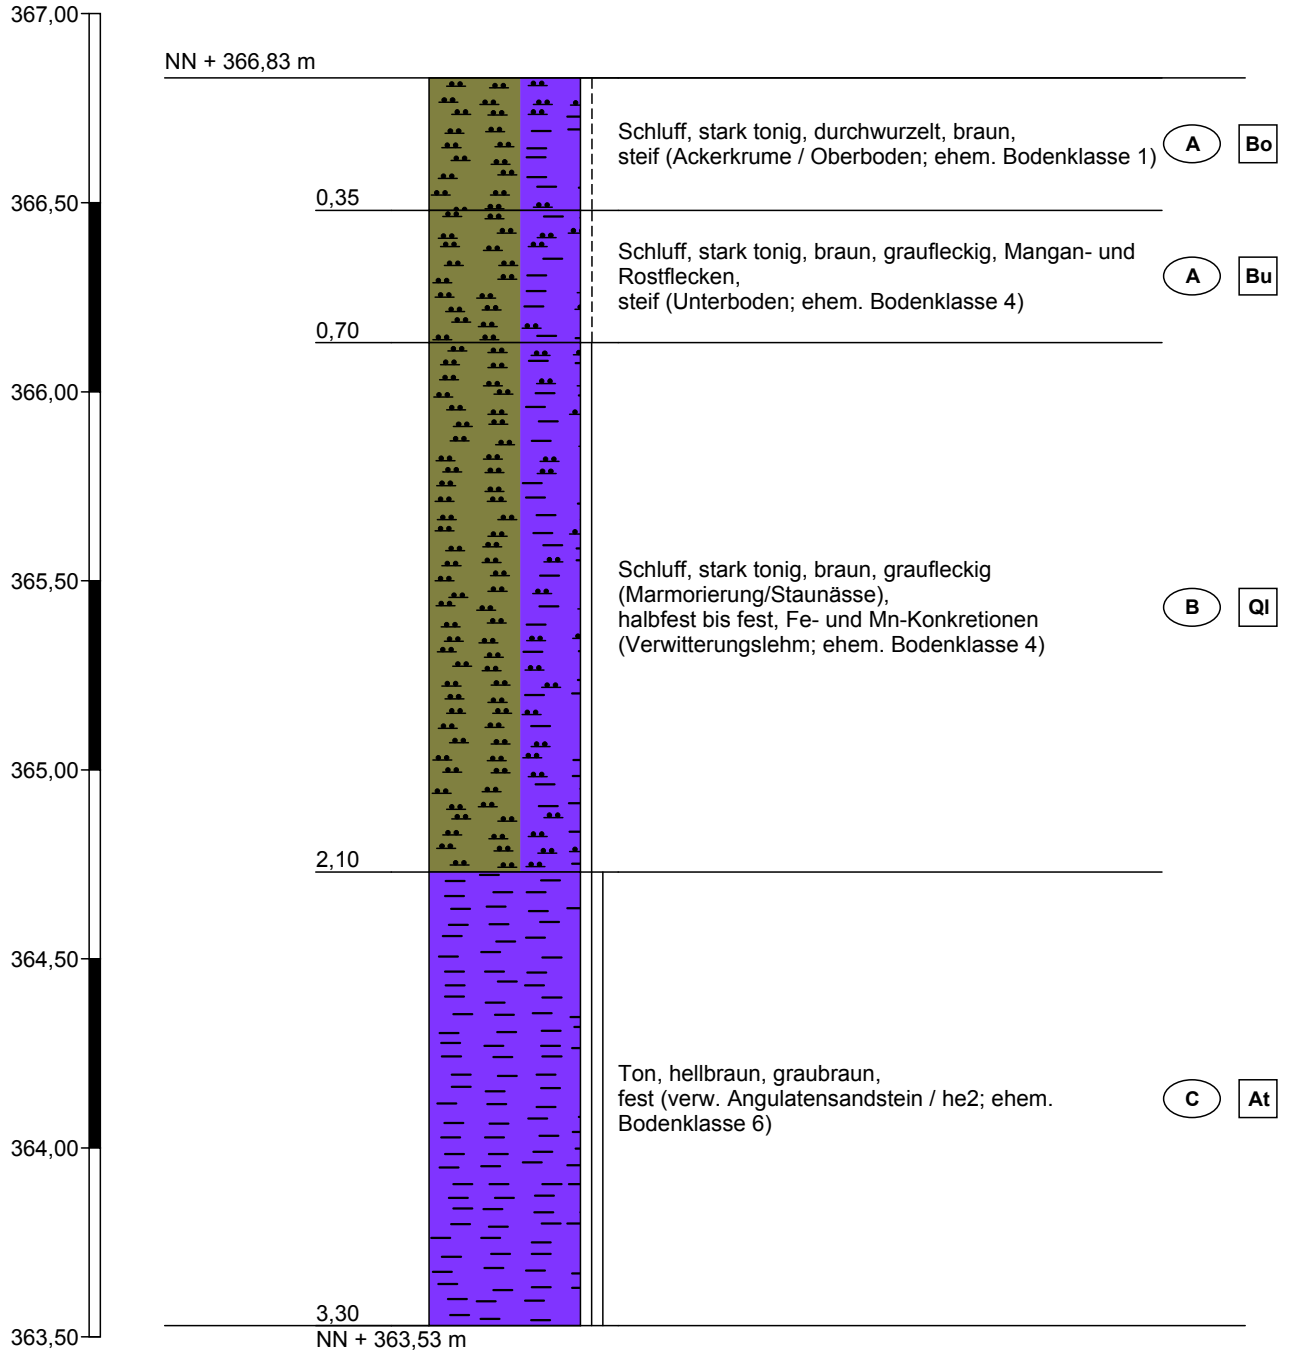 367,00
NN + 366,83 m
Schluff, stark tonig, durchwurzelt, braun,
steif (Ackerkrume / Oberboden; ehem. Bodenklasse 1)
A
Bo
0,35
366,50
Schluff, stark tonig, braun, graufleckig, Mangan- und
Rostflecken,
steif (Unterboden; ehem. Bodenklasse 4)
A
Bu
0,70
366,00
365,50
Schluff, stark tonig, braun, graufleckig
(Marmorierung/Staunässe),
halbfest bis fest, Fe- und Mn-Konkretionen
(Verwitterungslehm; ehem. Bodenklasse 4)
B
Ql
365,00
2,10
364,50
Ton, hellbraun, graubraun,
fest (verw. Angulatensandstein / he2; ehem.
Bodenklasse 6)
C
At
364,00
3,30
363,50
NN + 363,53 m